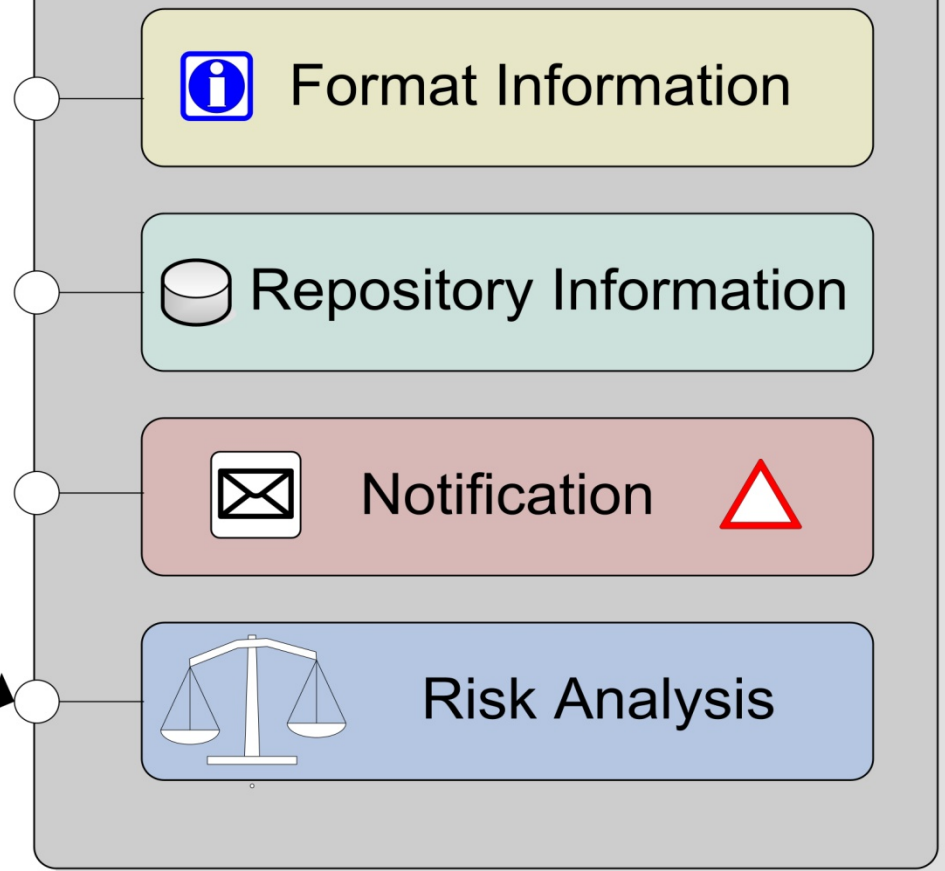 Format Information
Repository Information
Notification
Risk Analysis